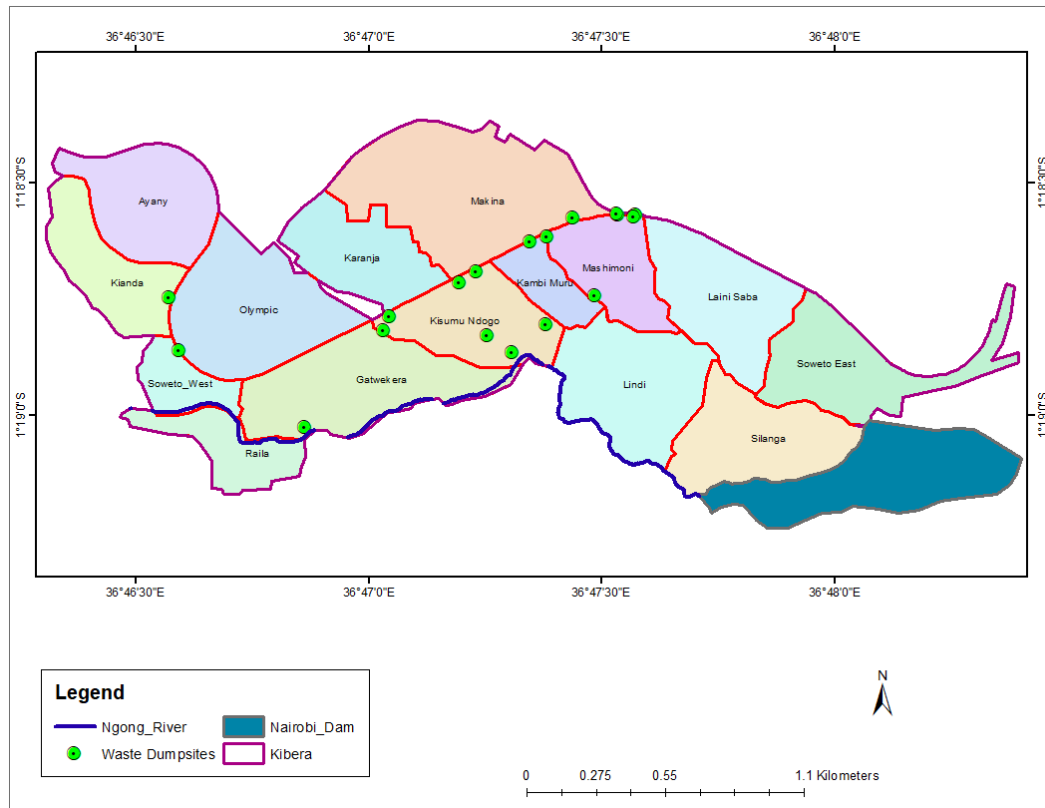 36°46'30"E 36°47'0"E 36°47'30"E 36°48'0"E
1°18'30"S 1°18'30"S
Ayany
Makina
Karanja
Mashimoni
Kianda
Kambi Muru
Laini Saba
Olympic
Kisumu Ndogo
Soweto East
Gatwekera
Soweto_West
Lindi
1°19'0"S 1°19'0"S
Silanga
Raila
36°46'30"E 36°47'0"E 36°47'30"E 36°48'0"E
Legend
Ngong_River Nairobi_Dam
Waste Dumpsites Kibera
N
0 0.275 0.55 1.1 Kilometers